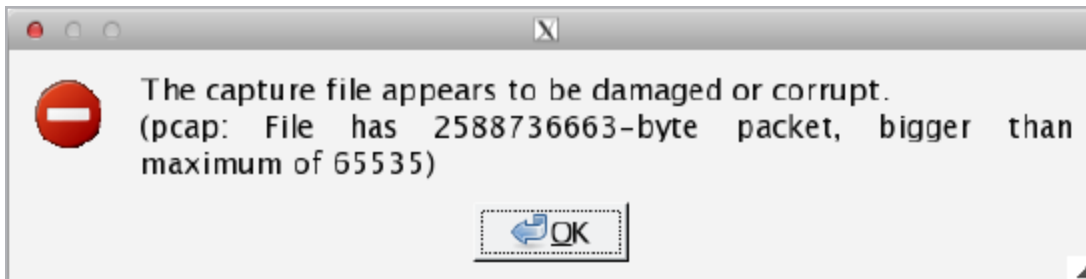 The capture file appears to be damaged or corrupt.
(pcap: File has 2588736663-byte packet, bigger than
maximum of 65535)
OK